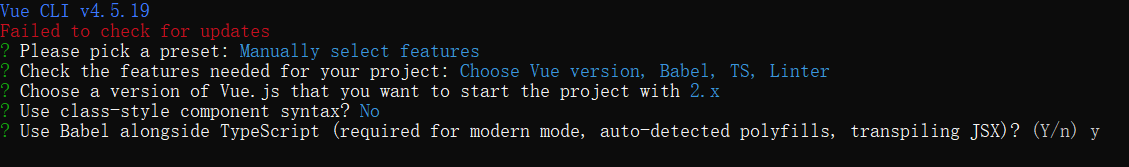 Vue CLI v4.5.19
Failed to check for updates
? Please pick a preset: Manually select features
? Check the features needed for your project: Choose Vue version, Babel, TS, Linter
? Choose a version of Vue.js that you want to start the project with 2.x
? Use class-style component syntax? No
? Use Babel alongside TypeScript (required for modern mode, auto-detected polyfills, transpiling JSX)? (Y/n) y